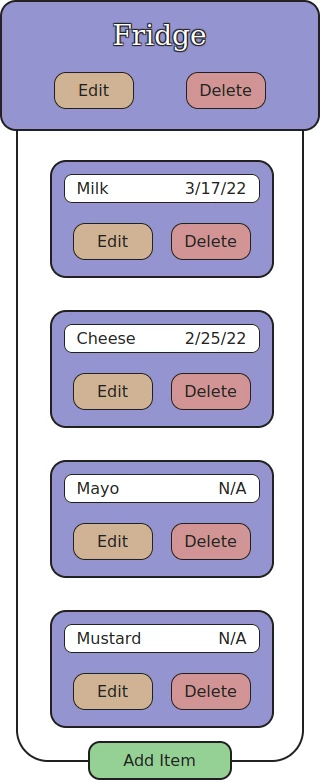 Fridge
Edit Delete
Milk 3/17/22
Edit Delete
Cheese 2/25/22
Edit Delete
Mayo N/A
Edit Delete
Mustard N/A
Edit Delete
Add Item